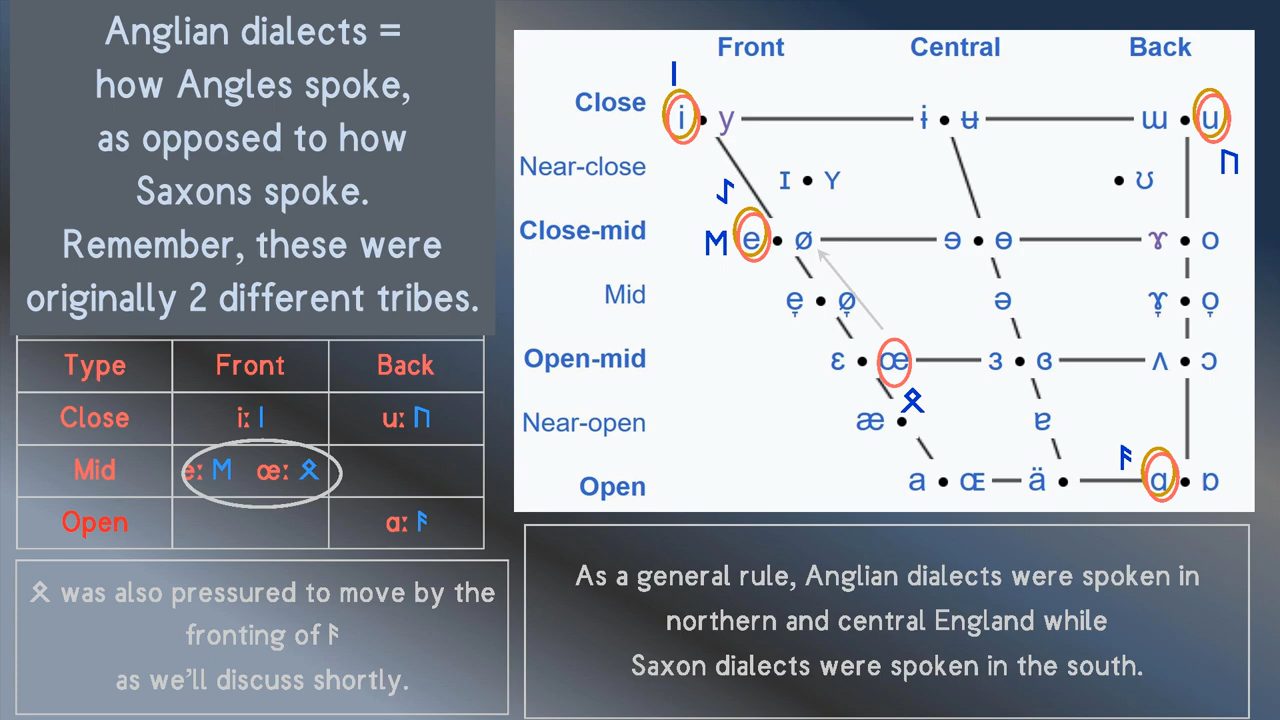 Anglian dialects =
how Angles spoke,
as opposed to how
Saxons spoke.
Remember, these were
originally 2 different tribes.
Type Front Back
Close iː ᛁ uː ᚢ
Mid eː ᛖ œː ᛟ
Open ɑː ᚨ
ᛟ was also pressured to move by the
fronting of ᚨ
as we'll discuss shortly.
Front Central Back
ᛁ
Close i • y ɨ • ʉ ɯ • u
ᚢ
Near-close ɪ • ʏ • ʊ
ᛇ
Close-mid ᛖ e • ø ɘ • ɵ ɤ • o
Mid e̞ • ø̞ ə ɤ̞ • o̞
Open-mid ɛ • œ ɜ • ɞ ʌ • ɔ
ᛟ
Near-open æ • ɐ
ᚨ
Open a • ɶ ä • ɑ • ɒ
As a general rule, Anglian dialects were spoken in
northern and central England while
Saxon dialects were spoken in the south.